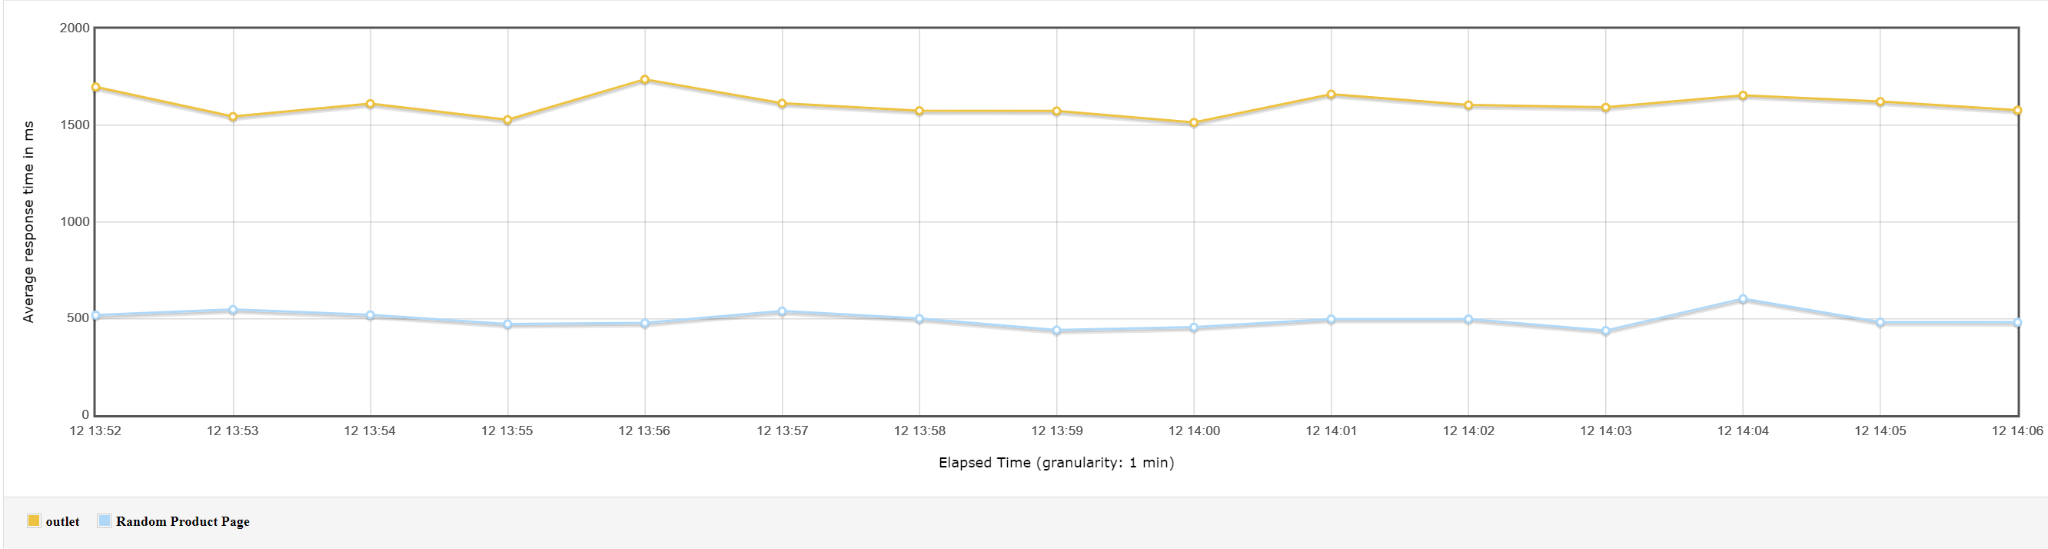 2000
1500
1000
500
0
Average response time in ms
12 13:52 12 13:53 12 13:54 12 13:55 12 13:56 12 13:57 12 13:58 12 13:59 12 14:00 12 14:01 12 14:02 12 14:03 12 14:04 12 14:05 12 14:06
Elapsed Time (granularity: 1 min)
outlet Random Product Page